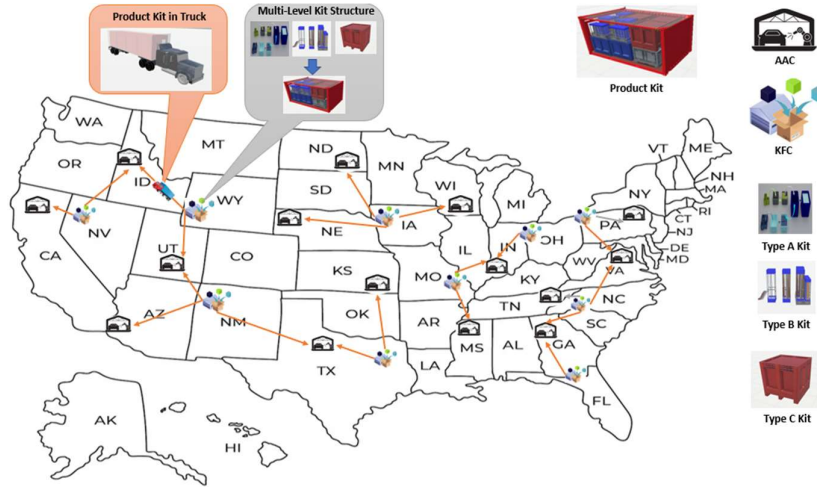 Product Kit in Truck
Multi-Level Kit Structure
Product Kit
AAC
KFC
Type A Kit
Type B Kit
Type C Kit
WA
MT
ND
MN
VT
ME
OR
ID
SD
WI
MI
NY
NH
MA
WY
RI
CT
NV
NE
IA
PA
NJ
IL
IN
OH
DE
MD
UT
CO
WV
VA
CA
KS
MO
KY
AZ
NM
OK
AR
TN
NC
SC
MS
AL
GA
TX
LA
FL
AK
HI